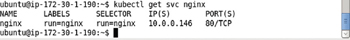 ubuntu@ip-172-30-1-190:~$ kubectl get svc nginx
NAME LABELS SELECTOR IP(S) PORT(S)
nginx run=nginx run=nginx 10.0.0.146 80/TCP
ubuntu@ip-172-30-1-190:~$